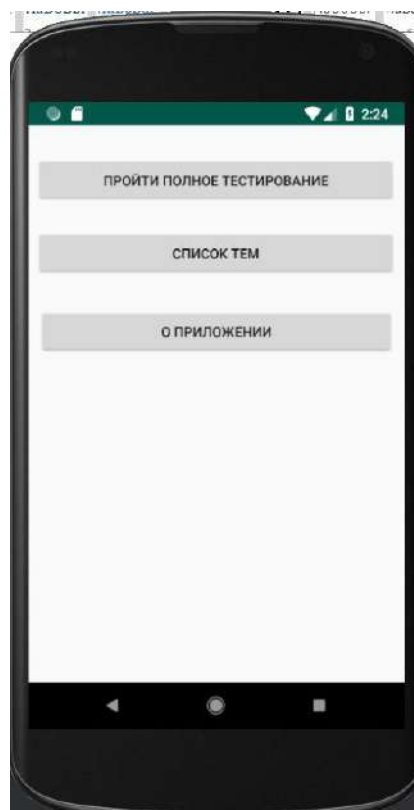 2:24
ПРОЙТИ ПОЛНОЕ ТЕСТИРОВАНИЕ
СПИСОК ТЕМ
О ПРИЛОЖЕНИИ